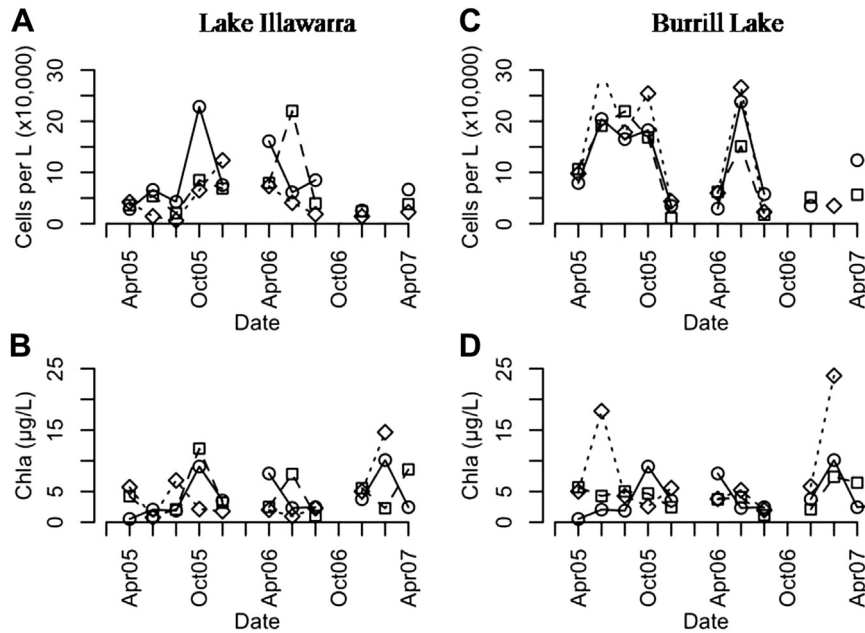 A
Lake Illawarra
Cells per L (x10,000)
30
20
10
0
Apr05
Oct05
Apr06
Oct06
Apr07
Date
C
Burrill Lake
Cells per L (x10,000)
30
20
10
0
Apr05
Oct05
Apr06
Oct06
Apr07
Date
B
Chla (µg/L)
25
15
5
0
Apr05
Oct05
Apr06
Oct06
Apr07
Date
D
Chla (µg/L)
25
15
5
0
Apr05
Oct05
Apr06
Oct06
Apr07
Date